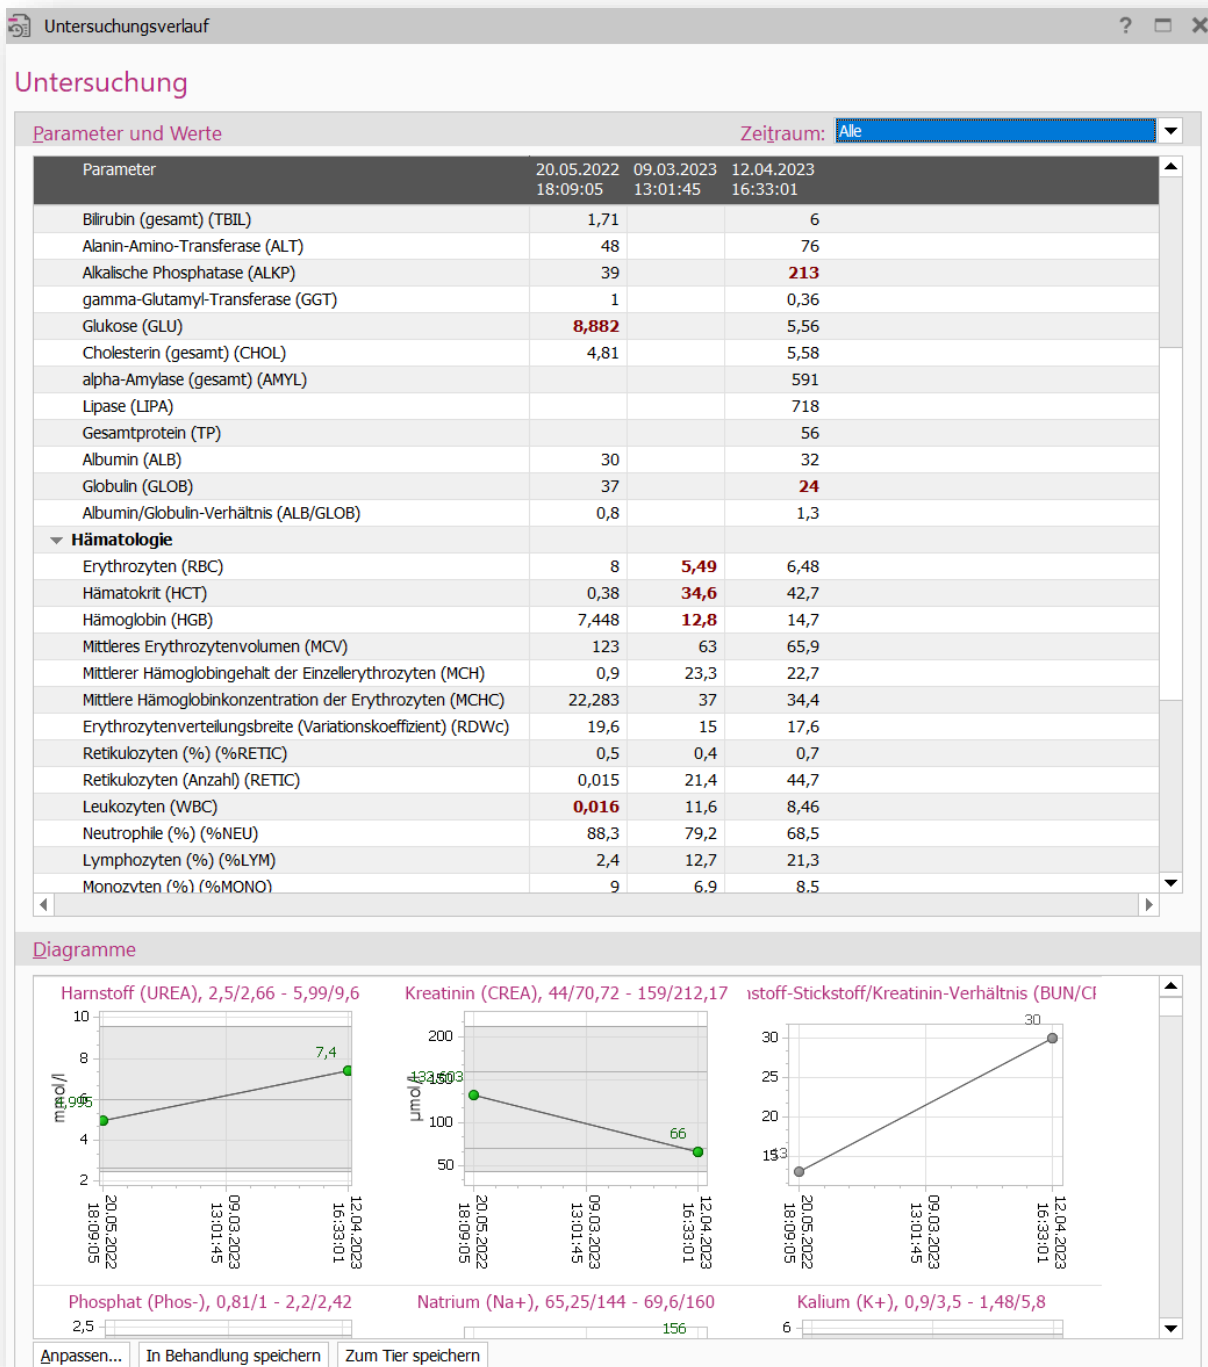 Untersuchungsverlauf ?
Untersuchung
Parameter und Werte Zeitraum: Alle
Parameter 20.05.2022 18:09:05 09.03.2023 13:01:45 12.04.2023 16:33:01
Bilirubin (gesamt) (TBIL) 1,71 6
Alanin-Amino-Transferase (ALT) 48 76
Alkalische Phosphatase (ALKP) 39 213
gamma-Glutamyl-Transferase (GGT) 1 0,36
Glukose (GLU) 8,882 5,56
Cholesterin (gesamt) (CHOL) 4,81 5,58
alpha-Amylase (gesamt) (AMYL) 591
Lipase (LIPA) 718
Gesamtprotein (TP) 56
Albumin (ALB) 30 32
Globulin (GLOB) 37 24
Albumin/Globulin-Verhältnis (ALB/GLOB) 0,8 1,3
Hämatologie
Erythrozyten (RBC) 8 5,49 6,48
Hämatokrit (HCT) 0,38 34,6 42,7
Hämoglobin (HGB) 7,448 12,8 14,7
Mittleres Erythrozytenvolumen (MCV) 123 63 65,9
Mittlerer Hämoglobingehalt der Einzellerythrozyten (MCH) 0,9 23,3 22,7
Mittlere Hämoglobinkonzentration der Erythrozyten (MCHC) 22,283 37 34,4
Erythrozytenverteilungsbreite (Variationskoeffizient) (RDWc) 19,6 15 17,6
Retikulozyten (%) (%RETIC) 0,5 0,4 0,7
Retikulozyten (Anzahl) (RETIC) 0,015 21,4 44,7
Leukozyten (WBC) 0,016 11,6 8,46
Neutrophile (%) (%NEU) 88,3 79,2 68,5
Lymphozyten (%) (%LYM) 2,4 12,7 21,3
Monozyten (%) (%MONO) 9 6,9 8,5
Diagramme
Harnstoff (UREA), 2,5/2,66 - 5,99/9,6
10
8
6
4
2
mmol/l
7,4
20.05.2022 18:09:05
09.03.2023 13:01:45
12.04.2023 16:33:01
Kreatinin (CREA), 44/70,72 - 159/212,17
200
150
100
50
µmol/l
132,603
66
20.05.2022 18:09:05
09.03.2023 13:01:45
12.04.2023 16:33:01
nstoff-Stickstoff/Kreatinin-Verhältnis (BUN/CF
30
25
20
15
13
30
20.05.2022 18:09:05
09.03.2023 13:01:45
12.04.2023 16:33:01
Phosphat (Phos-), 0,81/1 - 2,2/2,42
2,5
Natrium (Na+), 65,25/144 - 69,6/160
156
Kalium (K+), 0,9/3,5 - 1,48/5,8
6
Anpassen... In Behandlung speichern Zum Tier speichern